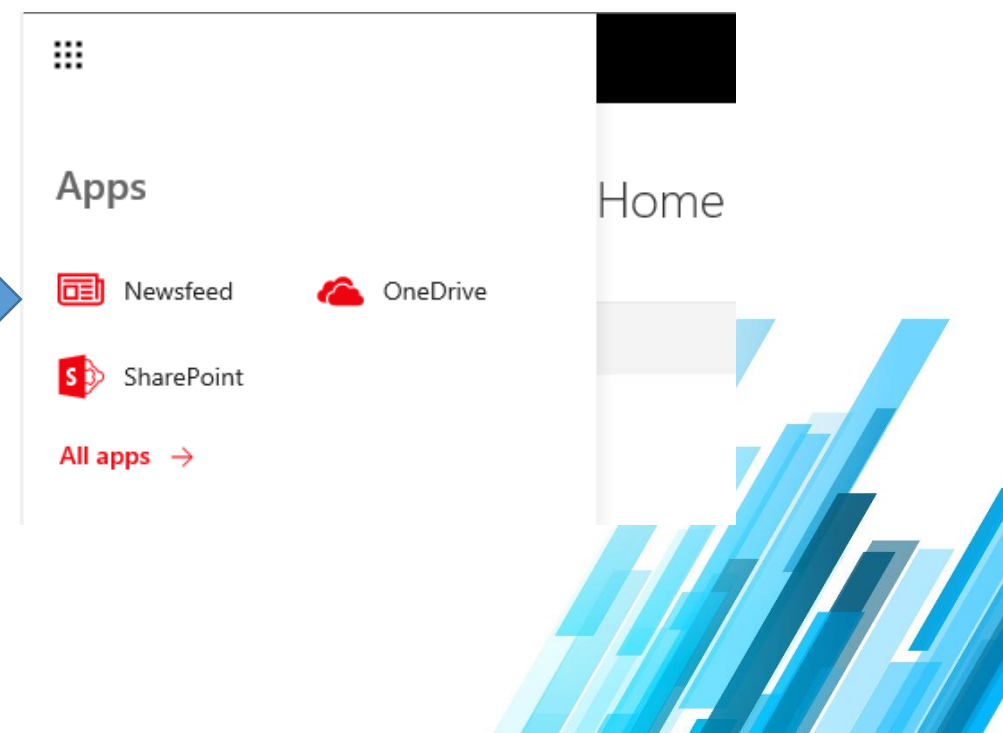 Apps
Home
Newsfeed
OneDrive
S
SharePoint
All apps →